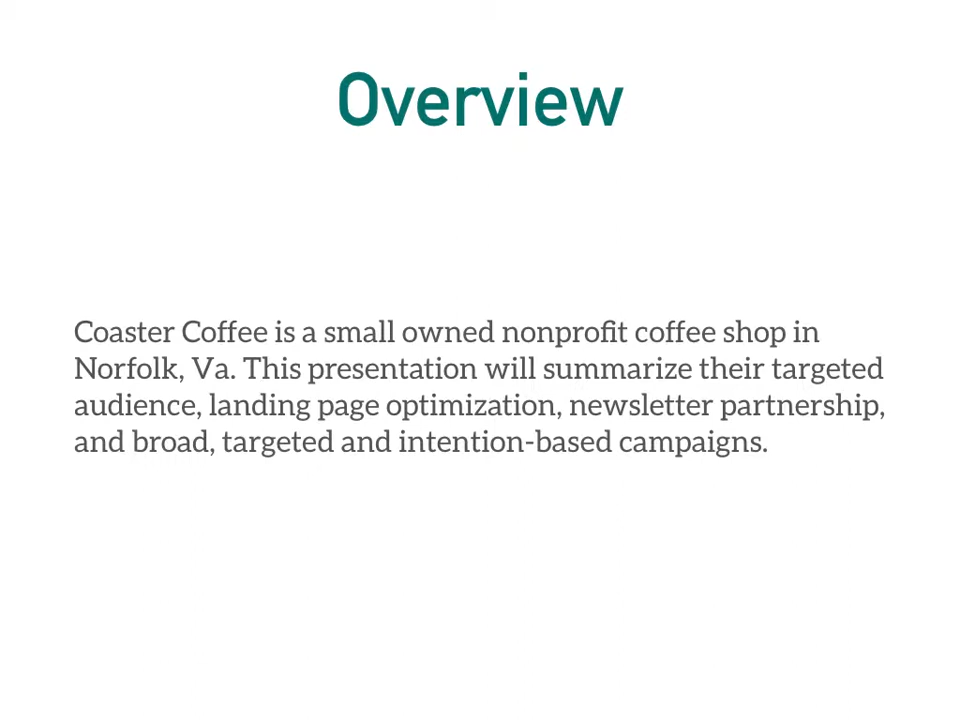 Overview
Coaster Coffee is a small owned nonprofit coffee shop in
Norfolk, Va. This presentation will summarize their targeted
audience, landing page optimization, newsletter partnership,
and broad, targeted and intention-based campaigns.